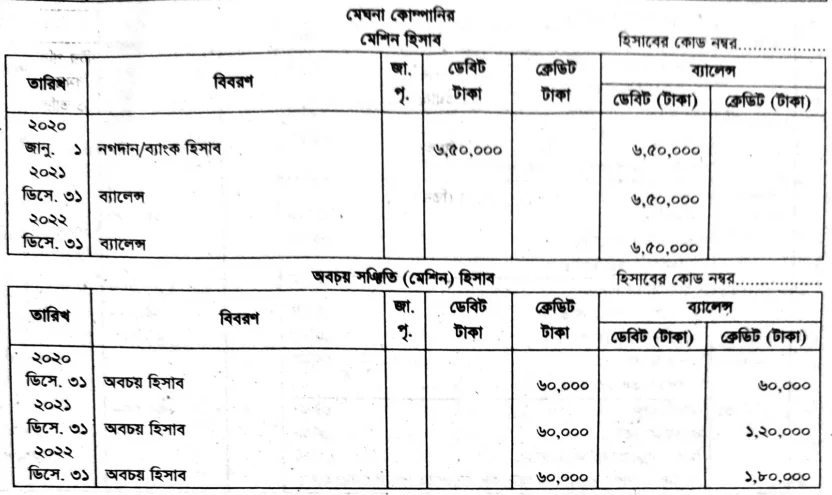 মেঘনা কোম্পানির
মেশিন হিসাব হিসাবের কোড নম্বর.....................
তারিখ বিবরণ জা. পৃ. ডেবিট টাকা ক্রেডিট টাকা ব্যালেন্স
ডেবিট (টাকা) ক্রেডিট (টাকা)
২০২০
জানু. ১ নগদান/ব্যাংক হিসাব ৬,৫০,০০০ ৬,৫০,০০০
২০২১
ডিসে. ৩১ ব্যালেন্স ৬,৫০,০০০
২০২২
ডিসে. ৩১ ব্যালেন্স ৬,৫০,০০০
অবচয় সঞ্চিতি (মেশিন) হিসাব হিসাবের কোড নম্বর.....................
তারিখ বিবরণ জা. পৃ. ডেবিট টাকা ক্রেডিট টাকা ব্যালেন্স
ডেবিট (টাকা) ক্রেডিট (টাকা)
২০২০
ডিসে. ৩১ অবচয় হিসাব ৬০,০০০ ৬০,০০০
২০২১
ডিসে. ৩১ অবচয় হিসাব ৬০,০০০ ১,২০,০০০
২০২২
ডিসে. ৩১ অবচয় হিসাব ৬০,০০০ ১,৮০,০০০